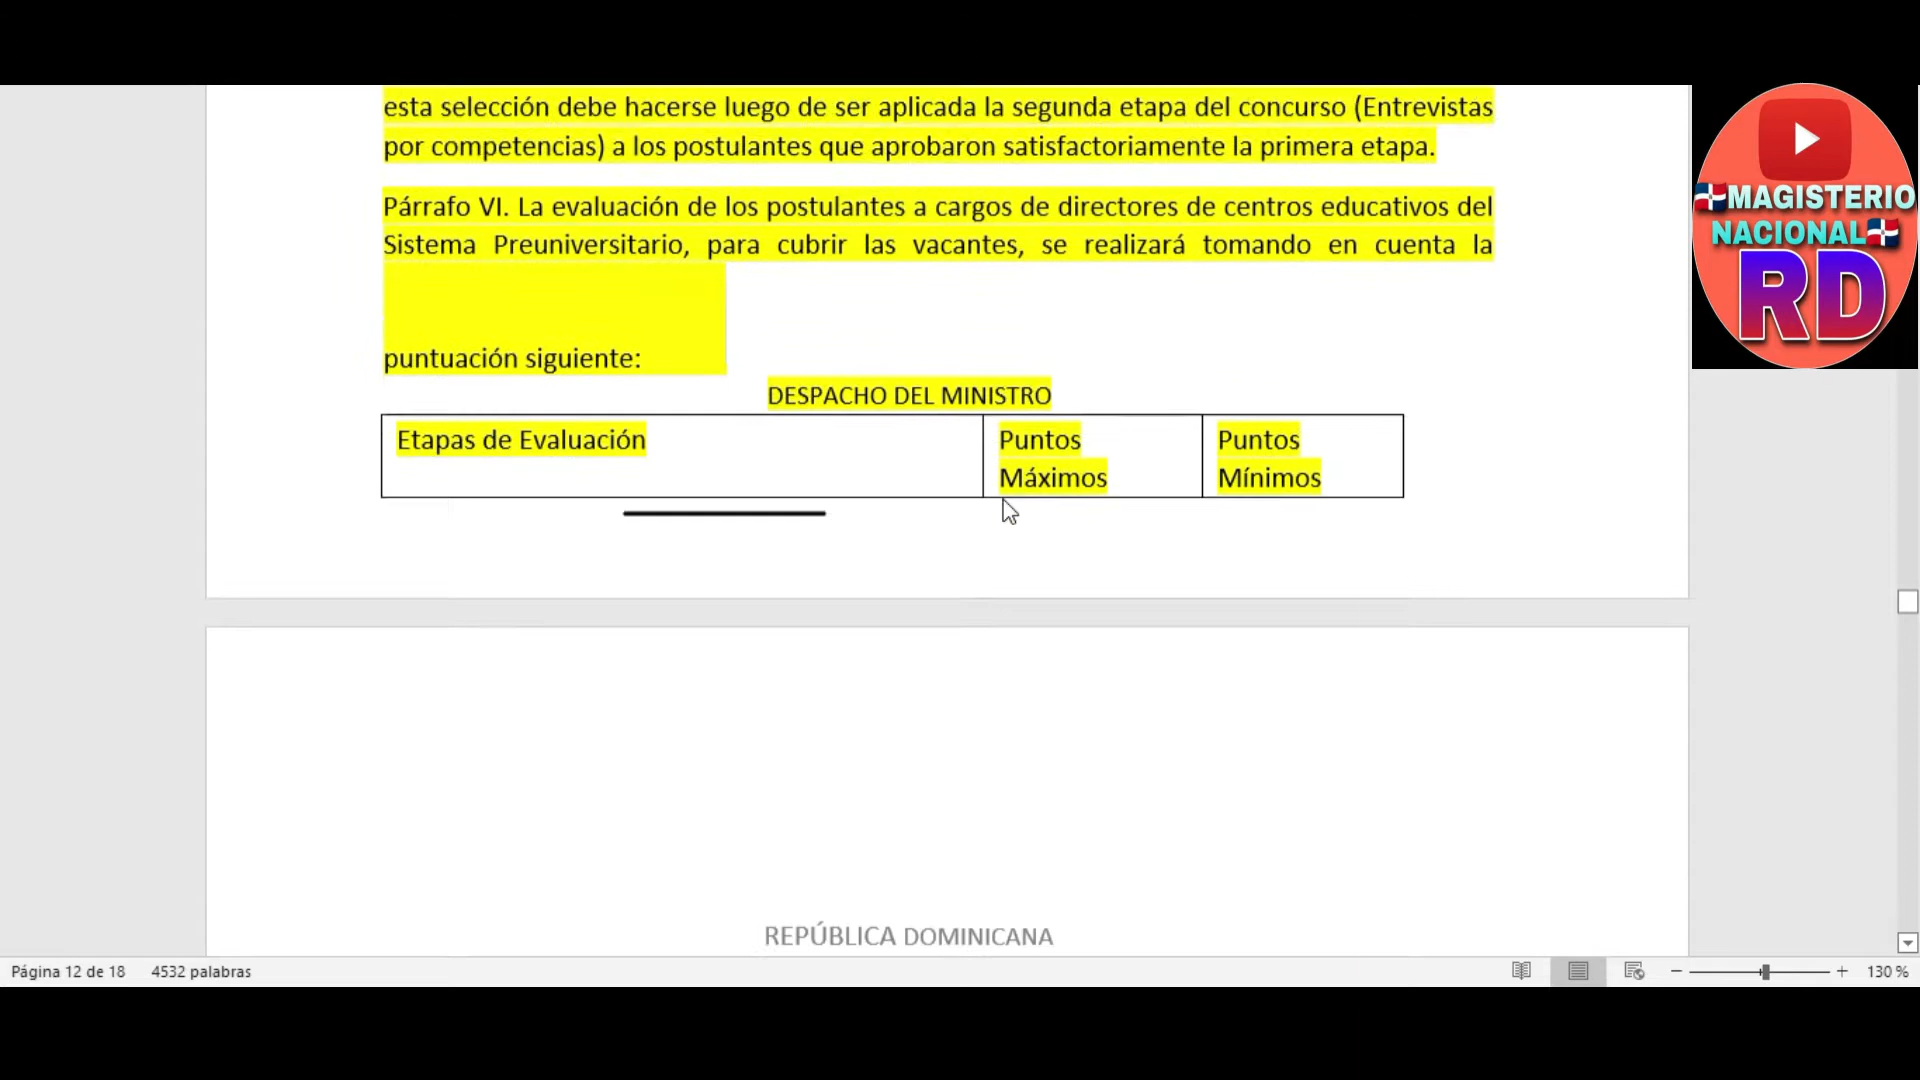 esta selección debe hacerse luego de ser aplicada la segunda etapa del concurso (Entrevistas
por competencias) a los postulantes que aprobaron satisfactoriamente la primera etapa.
Párrafo VI. La evaluación de los postulantes a cargos de directores de centros educativos del
Sistema Preuniversitario, para cubrir las vacantes, se realizará tomando en cuenta la
puntuación siguiente:
DESPACHO DEL MINISTRO
Etapas de Evaluación
Puntos
Máximos
Puntos
Mínimos
REPÚBLICA DOMINICANA
MAGISTERIO
NACIONAL
RD
Página 12 de 18
4532 palabras
130 %